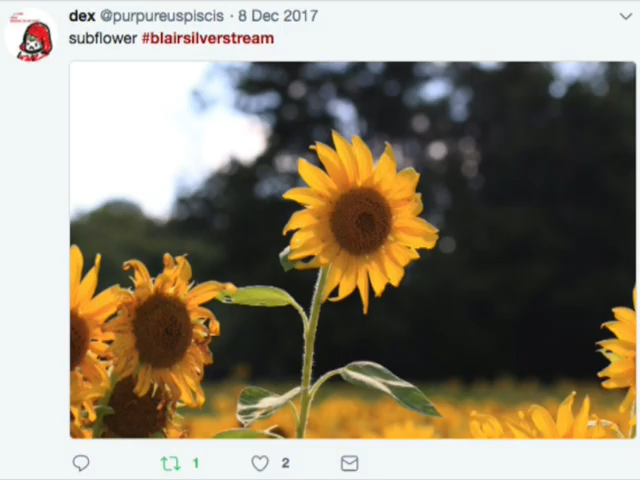 dex @purpureuspiscis · 8 Dec 2017
subflower #blairsilverstream
1
2